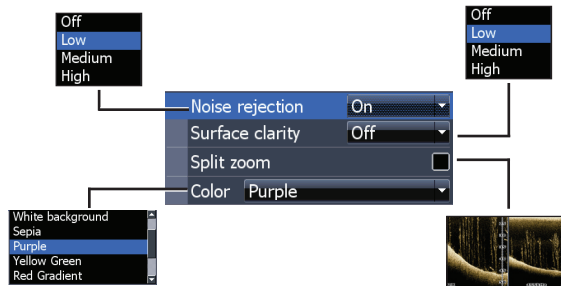 Off
Low
Medium
High
Off
Low
Medium
High
Noise rejection On
Surface clarity Off
Split zoom
Color Purple
White background
Sepia
Purple
Yellow Green
Red Gradient